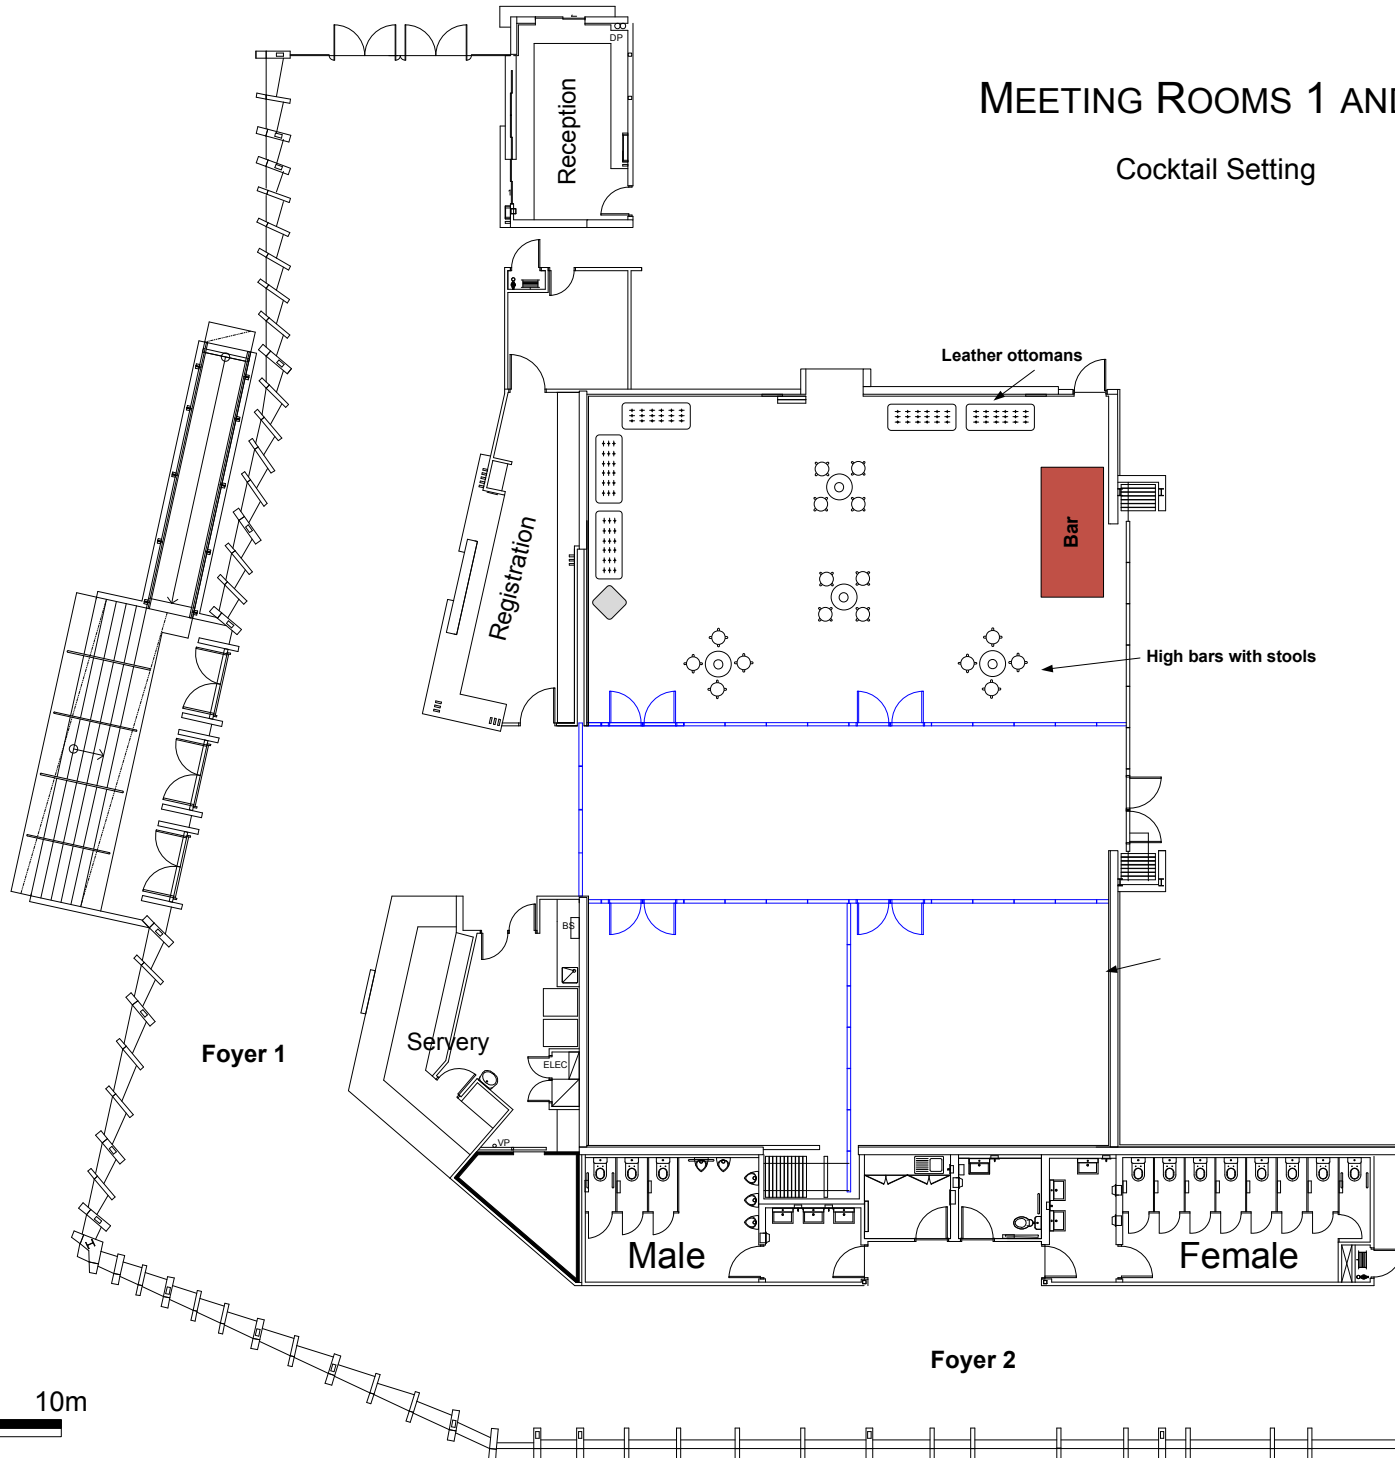 DP
Reception
MEETING ROOMS 1 AND
Cocktail Setting
Leather ottomans
Bar
Registration
High bars with stools
BS
Servery
ELEC
VP
Foyer 1
Male
Female
Foyer 2
10m